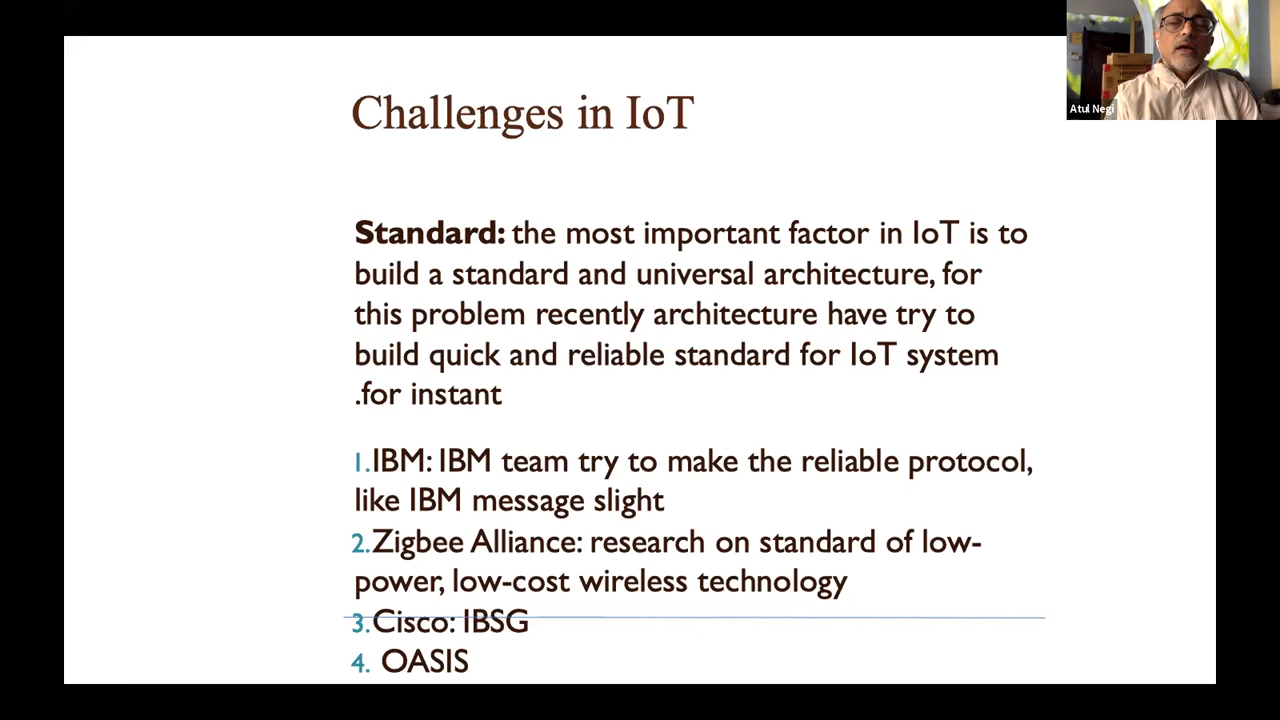 Atul Negi
Challenges in IoT
Standard: the most important factor in IoT is to
build a standard and universal architecture, for
this problem recently architecture have try to
build quick and reliable standard for IoT system
.for instant
1.IBM: IBM team try to make the reliable protocol,
like IBM message slight
2.Zigbee Alliance: research on standard of low-
power, low-cost wireless technology
3.Cisco: IBSG
4. OASIS